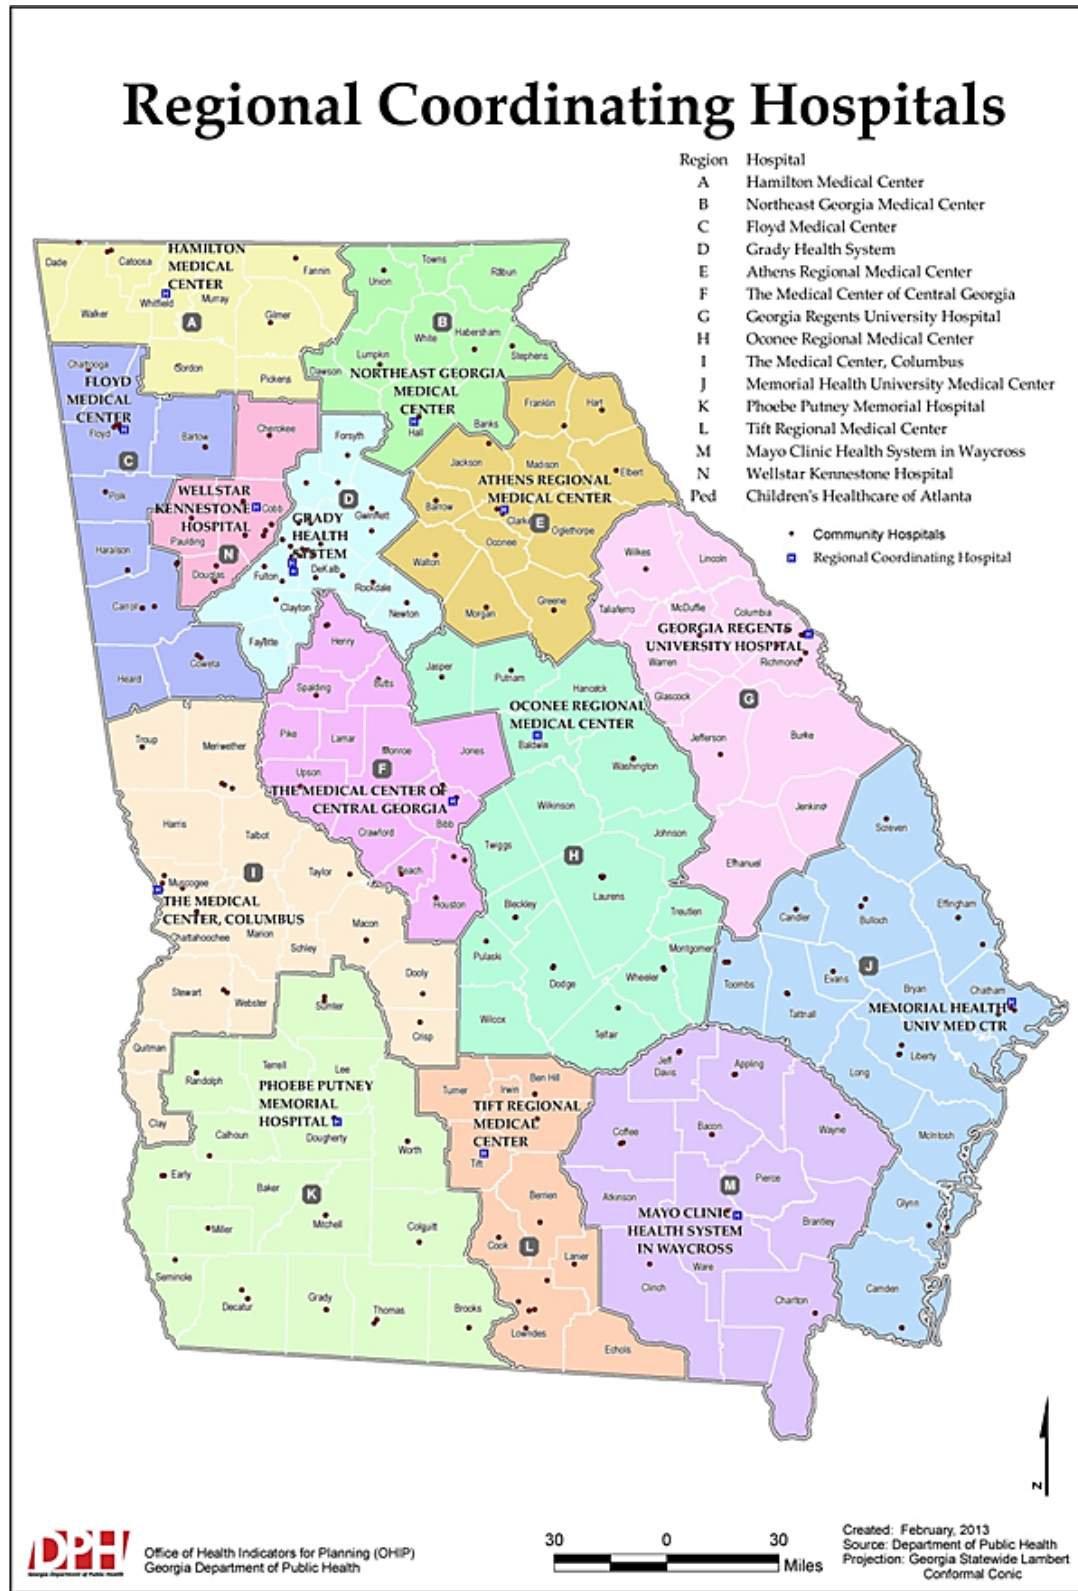 Regional Coordinating Hospitals
Region Hospital
A Hamilton Medical Center
B Northeast Georgia Medical Center
C Floyd Medical Center
D Grady Health System
E Athens Regional Medical Center
F The Medical Center of Central Georgia
G Georgia Regents University Hospital
H Oconee Regional Medical Center
I The Medical Center, Columbus
J Memorial Health University Medical Center
K Phoebe Putney Memorial Hospital
L Tift Regional Medical Center
M Mayo Clinic Health System in Waycross
N Wellstar Kennestone Hospital
Ped Children's Healthcare of Atlanta
Community Hospitals
H Regional Coordinating Hospital
HAMILTON
MEDICAL
CENTER
Dade
Catoosa
Fannin
Whitfield
Murray
Walker
Gilmer
A
Gordon
Pickens
Towns
Union
Rabun
B
White
Habersham
Stephens
Lumpkin
Dawson
NORTHEAST GEORGIA
MEDICAL
CENTER
Hall
Banks
Chattooga
FLOYD
MEDICAL
CENTER
Floyd
Bartow
C
Polk
Haralson
Carroll
Heard
Coweta
Cherokee
WELLSTAR
KENNESTONE
HOSPITAL
Cobb
Paulding
N
Douglas
Forsyth
D
Gwinnett
GRADY
HEALTH
SYSTEM
Fulton
DeKalb
Rockdale
Clayton
Newton
Fayette
Franklin
Hart
Jackson
Madison
Elbert
ATHENS REGIONAL
MEDICAL CENTER
Barrow
Clarke
E
Oglethorpe
Oconee
Walton
Morgan
Greene
Wilkes
Lincoln
Taliaferro
McDuffie
Columbia
GEORGIA REGENTS
UNIVERSITY HOSPITAL
Warren
Richmond
Glascock
G
Jefferson
Burke
Jenkins
Emanuel
Henry
Spalding
Butts
Pike
Lamar
Monroe
Jones
F
Upson
THE MEDICAL CENTER OF
CENTRAL GEORGIA
Bibb
Crawford
Peach
Houston
Jasper
Putnam
Hancock
OCONEE REGIONAL
MEDICAL CENTER
Baldwin
Washington
Wilkinson
Twiggs
Johnson
H
Laurens
Bleckley
Treutlen
Pulaski
Montgomery
Dodge
Wheeler
Wilcox
Telfair
Troup
Meriwether
Harris
Talbot
I
Taylor
Muscogee
THE MEDICAL
CENTER, COLUMBUS
Chattahoochee
Marion
Macon
Schley
Dooly
Stewart
Webster
Crisp
Quitman
Clay
Sumter
Terrell
Lee
Randolph
PHOEBE PUTNEY
MEMORIAL
HOSPITAL
Calhoun
Dougherty
Worth
Early
Baker
K
Miller
Mitchell
Colquitt
Seminole
Decatur
Grady
Thomas
Brooks
Turner
Irwin
Ben Hill
TIFT REGIONAL
MEDICAL
CENTER
Tift
Berrien
Cook
L
Lanier
Lowndes
Echols
Jeff
Davis
Appling
Coffee
Bacon
Wayne
Pierce
M
Atkinson
Brantley
MAYO CLINIC
HEALTH SYSTEM
IN WAYCROSS
Ware
Clinch
Charlton
Screven
Candler
Bulloch
Effingham
J
Toombs
Evans
Bryan
Chatham
Tattnall
MEMORIAL HEALTH
UNIV MED CTR
Liberty
Long
McIntosh
Glynn
Camden
N
DPH
Georgia Department of Public Health
Office of Health Indicators for Planning (OHIP)
Georgia Department of Public Health
30 0 30
Miles
Created: February, 2013
Source: Department of Public Health
Projection: Georgia Statewide Lambert
Conformal Conic